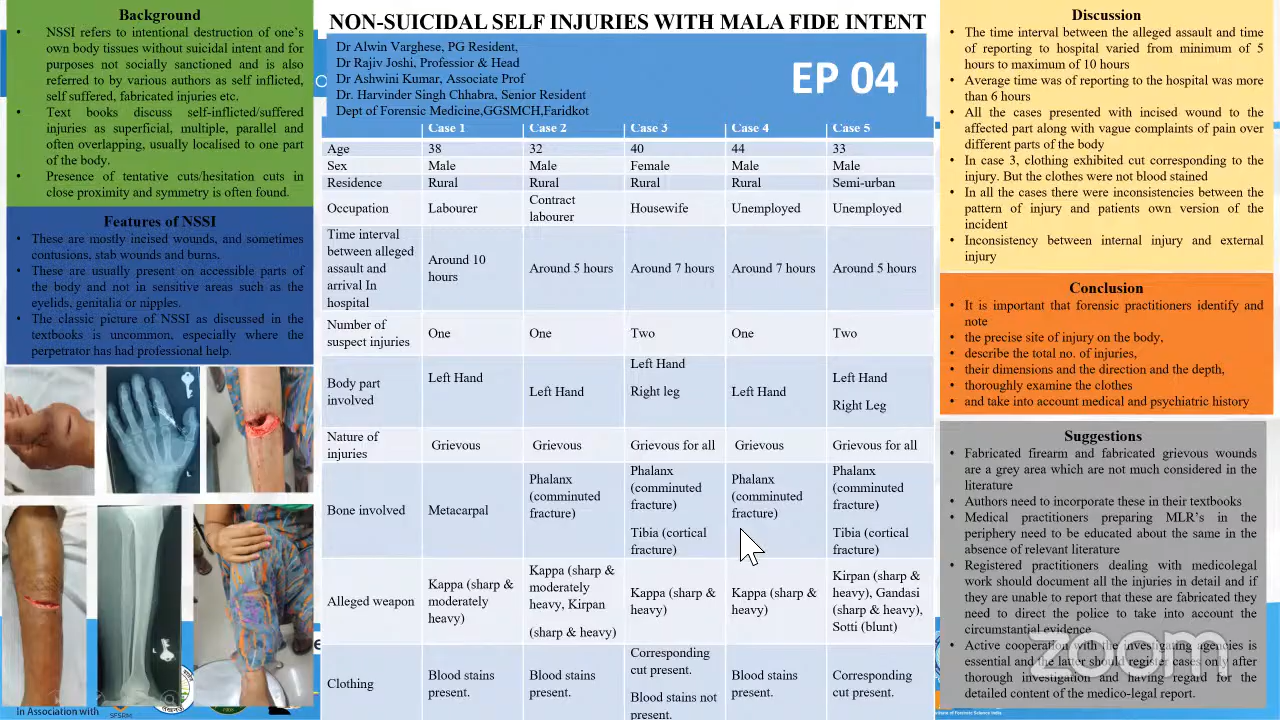 Background
• NSSI refers to intentional destruction of one's
own body tissues without suicidal intent and for
purposes not socially sanctioned and is also
referred to by various authors as self inflicted,
self suffered, fabricated injuries etc.
• Text books discuss self-inflicted/suffered
injuries as superficial, multiple, parallel and
often overlapping, usually localised to one part
of the body.
• Presence of tentative cuts/hesitation cuts in
close proximity and symmetry is often found.
Features of NSSI
• These are mostly incised wounds, and sometimes
contusions, stab wounds and burns.
• These are usually present on accessible parts of
the body and not in sensitive areas such as the
eyelids, genitalia or nipples.
• The classic picture of NSSI as discussed in the
textbooks is uncommon, especially where the
perpetrator has had professional help.
In Association with
SFSRM
NON-SUICIDAL SELF INJURIES WITH MALA FIDE INTENT
Dr Alwin Varghese, PG Resident,
Dr Rajiv Joshi, Professior & Head
Dr Ashwini Kumar, Associate Prof
Dr. Harvinder Singh Chhabra, Senior Resident
Dept of Forensic Medicine,GGSMCH,Faridkot
EP 04
Case 1 Case 2 Case 3 Case 4 Case 5
Age 38 32 40 44 33
Sex Male Male Female Male Male
Residence Rural Rural Rural Rural Semi-urban
Occupation Labourer Contract labourer Housewife Unemployed Unemployed
Time interval between alleged assault and arrival In hospital Around 10 hours Around 5 hours Around 7 hours Around 7 hours Around 5 hours
Number of suspect injuries One One Two One Two
Body part involved Left Hand Left Hand Left Hand Right leg Left Hand Left Hand Right Leg
Nature of injuries Grievous Grievous Grievous for all Grievous Grievous for all
Bone involved Metacarpal Phalanx (comminuted fracture) Phalanx (comminuted fracture) Tibia (cortical fracture) Phalanx (comminuted fracture) Phalanx (comminuted fracture) Tibia (cortical fracture)
Alleged weapon Kappa (sharp & moderately heavy) Kappa (sharp & moderately heavy, Kirpan (sharp & heavy) Kappa (sharp & heavy) Kappa (sharp & heavy) Kirpan (sharp & heavy), Gandasi (sharp & heavy), Sotti (blunt)
Clothing Blood stains present. Blood stains present. Corresponding cut present. Blood stains not present. Blood stains present. Corresponding cut present.
Discussion
• The time interval between the alleged assault and time
of reporting to hospital varied from minimum of 5
hours to maximum of 10 hours
• Average time was of reporting to the hospital was more
than 6 hours
• All the cases presented with incised wound to the
affected part along with vague complaints of pain over
different parts of the body
• In case 3, clothing exhibited cut corresponding to the
injury. But the clothes were not blood stained
• In all the cases there were inconsistencies between the
pattern of injury and patients own version of the
incident
• Inconsistency between internal injury and external
injury
Conclusion
• It is important that forensic practitioners identify and
note
• the precise site of injury on the body,
• describe the total no. of injuries,
• their dimensions and the direction and the depth,
• thoroughly examine the clothes
• and take into account medical and psychiatric history
Suggestions
• Fabricated firearm and fabricated grievous wounds
are a grey area which are not much considered in the
literature
• Authors need to incorporate these in their textbooks
• Medical practitioners preparing MLR's in the
periphery need to be educated about the same in the
absence of relevant literature
• Registered practitioners dealing with medicolegal
work should document all the injuries in detail and if
they are unable to report that these are fabricated they
need to direct the police to take into account the
circumstantial evidence
• Active cooperation with the investigating agencies is
essential and the latter should register cases only after
thorough investigation and having regard for the
detailed content of the medico-legal report.
zoom